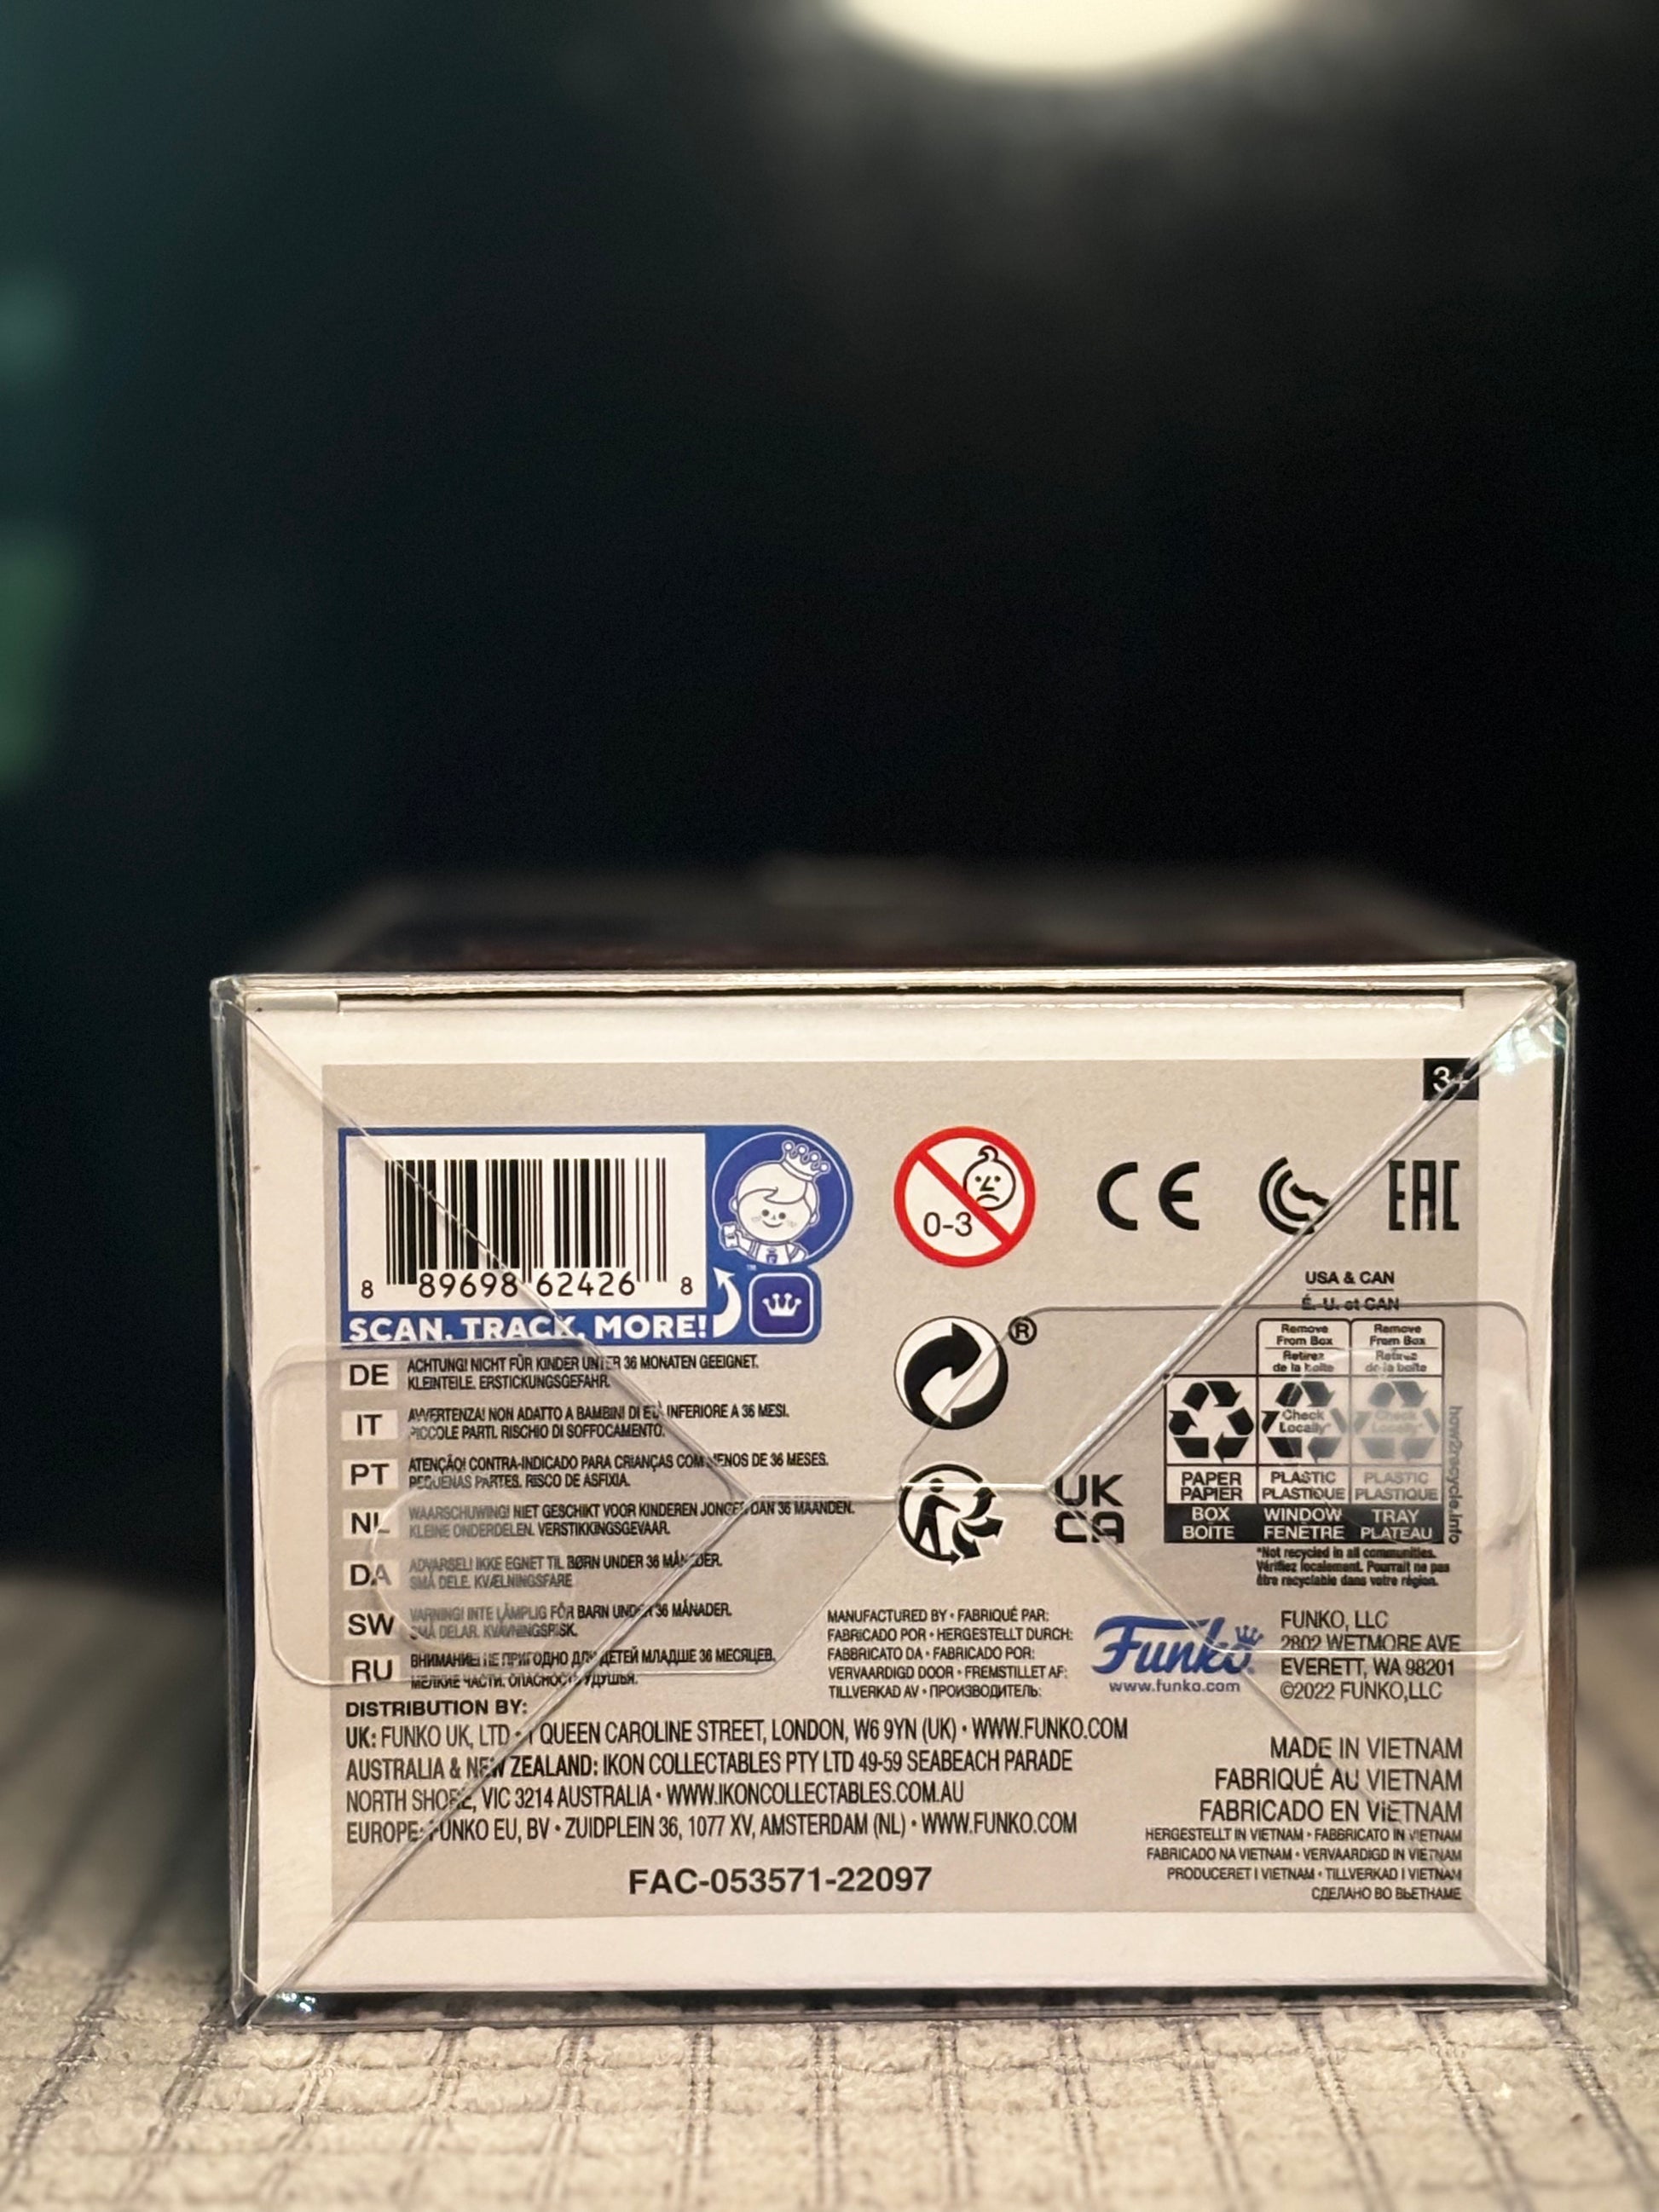 3+
8 89698 62426 8
SCAN. TRACK. MORE!
™
0-3
CE
EAC
USA & CAN
É. U. et CAN
Remove From Box
Retirez de la boîte
Remove From Box
Retirez de la boîte
Check Locally*
Check Locally*
PAPER PAPIER
PLASTIC PLASTIQUE
PLASTIC PLASTIQUE
BOX BOÎTE
WINDOW FENÊTRE
TRAY PLATEAU
how2recycle.info
*Not recycled in all communities.
Vérifiez localement. Pourrait ne pas
être recyclable dans votre région.
®
UK
CA
DE ACHTUNG! NICHT FÜR KINDER UNTER 36 MONATEN GEEIGNET.
KLEINTEILE. ERSTICKUNGSGEFAHR.
IT AVVERTENZA! NON ADATTO A BAMBINI DI ETÀ INFERIORE A 36 MESI.
PICCOLE PARTI. RISCHIO DI SOFFOCAMENTO.
PT ATENÇÃO! CONTRA-INDICADO PARA CRIANÇAS COM MENOS DE 36 MESES.
PEQUENAS PARTES. RISCO DE ASFIXIA.
NL WAARSCHUWING! NIET GESCHIKT VOOR KINDEREN JONGER DAN 36 MAANDEN.
KLEINE ONDERDELEN. VERSTIKKINGSGEVAAR.
DA ADVARSEL! IKKE EGNET TIL BØRN UNDER 36 MÅNEDER.
SMÅ DELE. KVÆLNINGSFARE
SW VARNING! INTE LÄMPLIG FÖR BARN UNDER 36 MÅNADER.
SMÅ DELAR. KVÄVNINGSRISK.
RU ВНИМАНИЕ! НЕ ПРИГОДНО ДЛЯ ДЕТЕЙ МЛАДШЕ 36 МЕСЯЦЕВ.
МЕЛКИЕ ЧАСТИ. ОПАСНОСТЬ УДУШЬЯ.
DISTRIBUTION BY:
UK: FUNKO UK, LTD • 1 QUEEN CAROLINE STREET, LONDON, W6 9YN (UK) • WWW.FUNKO.COM
AUSTRALIA & NEW ZEALAND: IKON COLLECTABLES PTY LTD 49-59 SEABEACH PARADE
NORTH SHORE, VIC 3214 AUSTRALIA • WWW.IKONCOLLECTABLES.COM.AU
EUROPE: FUNKO EU, BV • ZUIDPLEIN 36, 1077 XV, AMSTERDAM (NL) • WWW.FUNKO.COM
FAC-053571-22097
MANUFACTURED BY • FABRIQUÉ PAR:
FABRICADO POR • HERGESTELLT DURCH:
FABBRICATO DA • FABRICADO POR:
VERVAARDIGD DOOR • FREMSTILLET AF:
TILLVERKAD AV • ПРОИЗВОДИТЕЛЬ:
Funko
www.funko.com
FUNKO, LLC
2802 WETMORE AVE
EVERETT, WA 98201
©2022 FUNKO,LLC
MADE IN VIETNAM
FABRIQUÉ AU VIETNAM
FABRICADO EN VIETNAM
HERGESTELLT IN VIETNAM • FABBRICATO IN VIETNAM
FABRICADO NA VIETNAM • VERVAARDIGD IN VIETNAM
PRODUCERET I VIETNAM • TILLVERKAD I VIETNAM
СДЕЛАНО ВО ВЬЕТНАМЕ